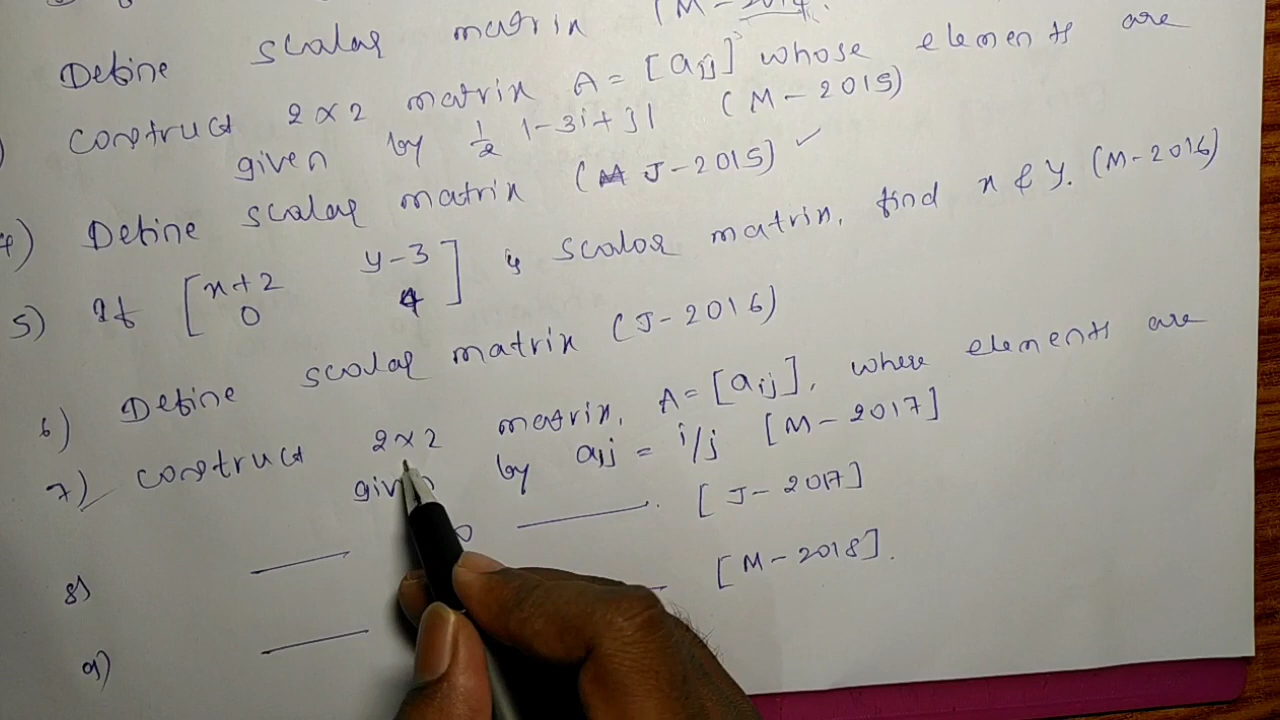 Define scalar matrix (M-2014.
construct 2×2 matrix A = [aij] whose elements are
given by 1/2 |-3i+j| (M-2015)
4) Define scalar matrix (J-2015) ✓
5) If [x+2 y-3
0 4] is scalar matrix, find x & y. (M-2016)
6) Define scalar matrix (J-2016)
7) construct 2×2 matrix, A = [aij], where elements are
given by aij = i/j [M-2017]
8) [J-2017]
9) [M-2018].